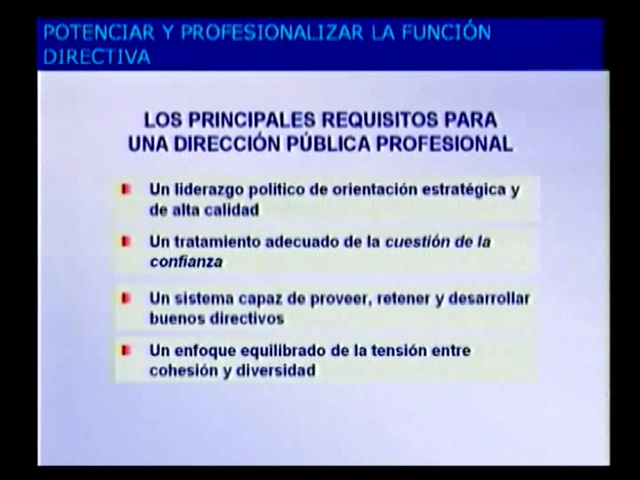 POTENCIAR Y PROFESIONALIZAR LA FUNCIÓN
DIRECTIVA
LOS PRINCIPALES REQUISITOS PARA
UNA DIRECCIÓN PÚBLICA PROFESIONAL
Un liderazgo politico de orientación estratégica y
de alta calidad
Un tratamiento adecuado de la cuestión de la
confianza
Un sistema capaz de proveer, retener y desarrollar
buenos directivos
Un enfoque equilibrado de la tensión entre
cohesión y diversidad